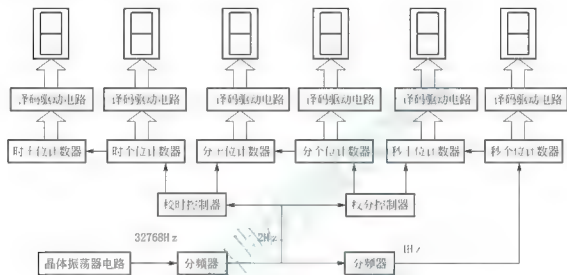 译码驱动电路 译码驱动电路 译码驱动电路 译码驱动电路 译码驱动电路 译码驱动电路
时十位计数器 时个位计数器 分十位计数器 分个位计数器 秒十位计数器 秒个位计数器
校时控制器 校分控制器
32768Hz 2Hz 1Hz
晶体振荡器电路 分频器 分频器